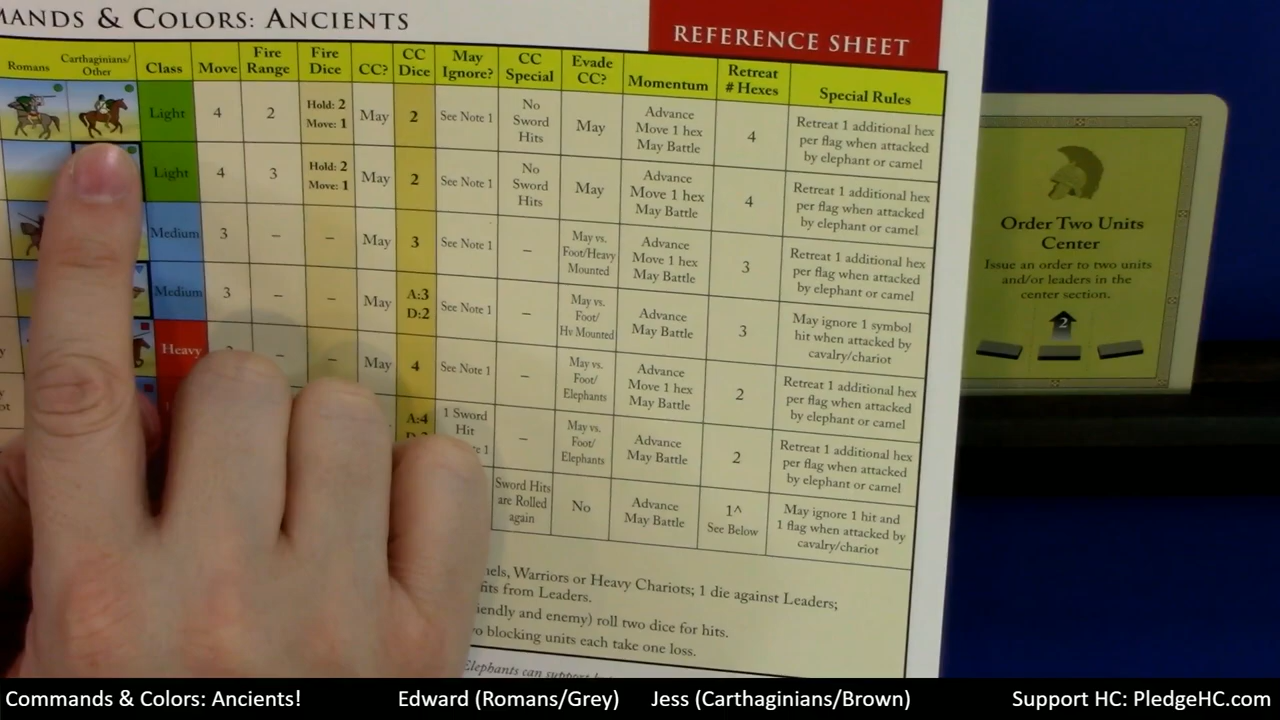 MANDS & COLORS: ANCIENTS
REFERENCE SHEET
Romans Carthaginians/ Other Class Move Fire Range Fire Dice CC? CC Dice May Ignore? CC Special Evade CC? Momentum Retreat # Hexes Special Rules
Light 4 2 Hold: 2 Move: 1 May 2 See Note 1 No Sword Hits May Advance Move 1 hex May Battle 4 Retreat 1 additional hex per flag when attacked by elephant or camel
Light 4 3 Hold: 2 Move: 1 May 2 See Note 1 No Sword Hits May Advance Move 1 hex May Battle 4 Retreat 1 additional hex per flag when attacked by elephant or camel
Medium 3 – – May 3 See Note 1 – May vs. Foot/Heavy Mounted Advance Move 1 hex May Battle 3 Retreat 1 additional hex per flag when attacked by elephant or camel
Medium 3 – – May A:3 D:2 See Note 1 – May vs. Foot/ Hv Mounted Advance May Battle 3 May ignore 1 symbol hit when attacked by cavalry/chariot
Heavy – – May 4 See Note 1 – May vs. Foot/ Elephants Advance Move 1 hex May Battle 2 Retreat 1 additional hex per flag when attacked by elephant or camel
A:4 1 Sword Hit – May vs. Foot/ Elephants Advance May Battle 2 Retreat 1 additional hex per flag when attacked by elephant or camel
Sword Hits are Rolled again No Advance May Battle 1^ See Below May ignore 1 hit and 1 flag when attacked by cavalry/chariot
nels, Warriors or Heavy Chariots; 1 die against Leaders;
fits from Leaders.
iendly and enemy) roll two dice for hits.
vo blocking units each take one loss.
Elephants can support
Order Two Units
Center
Issue an order to two units
and/or leaders in the
center section.
2
Commands & Colors: Ancients! Edward (Romans/Grey) Jess (Carthaginians/Brown) Support HC: PledgeHC.com